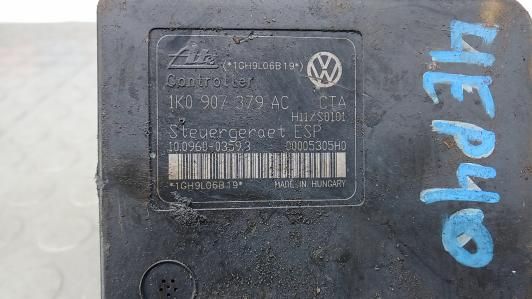 Ate (*1GH9L06B19*)
Controller
1K0 907 379 AC CTA
H11/S0101
Steuergeraet ESP
10.0960-0359.3 00005305H0
*1GH9L06B19* MADE IN HUNGARY